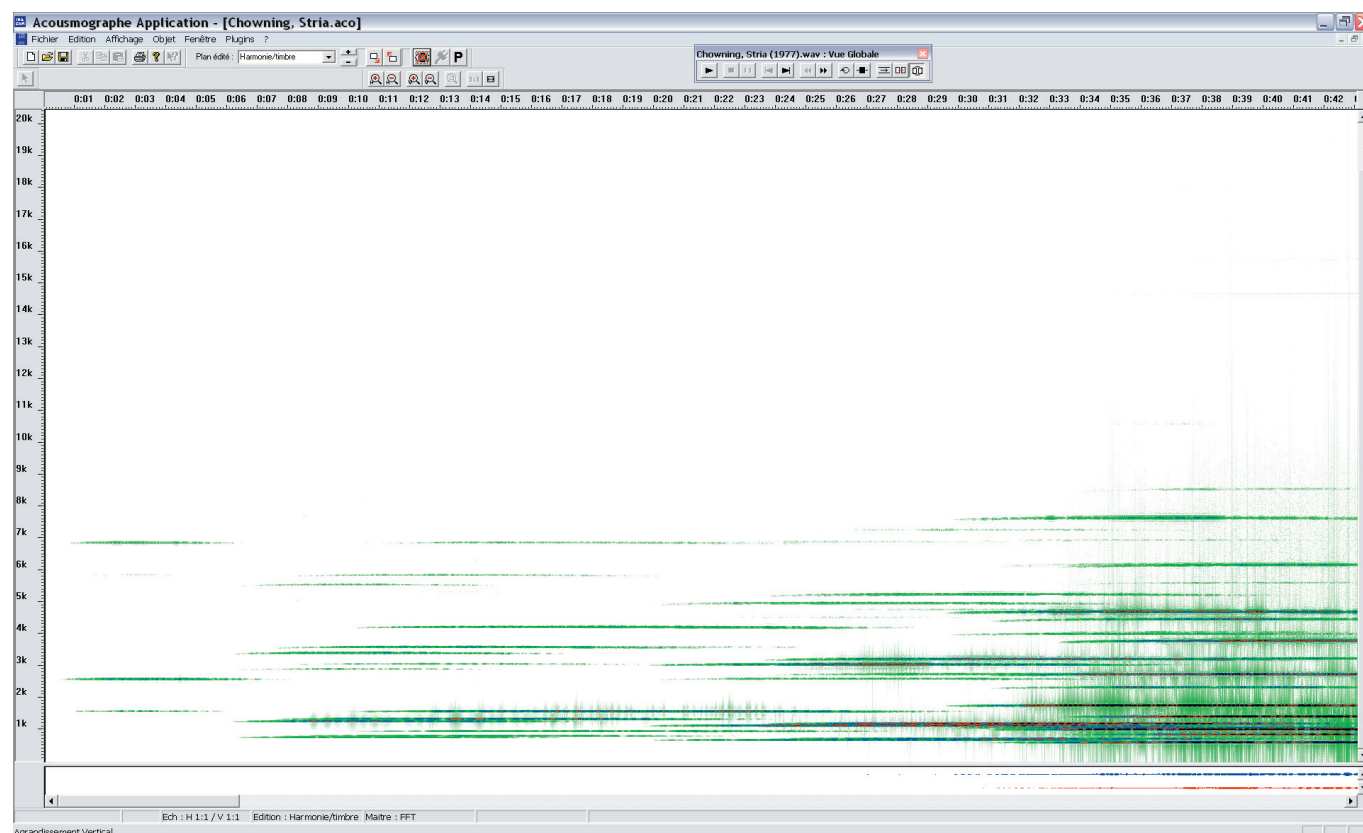 Acousmographe Application - [Chowning, Stria.aco]
Fichier Edition Affichage Objet Fenêtre Plugins ?
Plan édité : Harmonie/timbre P
Chowning, Stria (1977).wav : Vue Globale
0:01 0:02 0:03 0:04 0:05 0:06 0:07 0:08 0:09 0:10 0:11 0:12 0:13 0:14 0:15 0:16 0:17 0:18 0:19 0:20 0:21 0:22 0:23 0:24 0:25 0:26 0:27 0:28 0:29 0:30 0:31 0:32 0:33 0:34 0:35 0:36 0:37 0:38 0:39 0:40 0:41 0:42
20k
19k
18k
17k
16k
15k
14k
13k
12k
11k
10k
9k
8k
7k
6k
5k
4k
3k
2k
1k
Ech : H 1:1 / V 1:1 Edition : Harmonie/timbre Maitre : FFT
Agrandissement Vertical